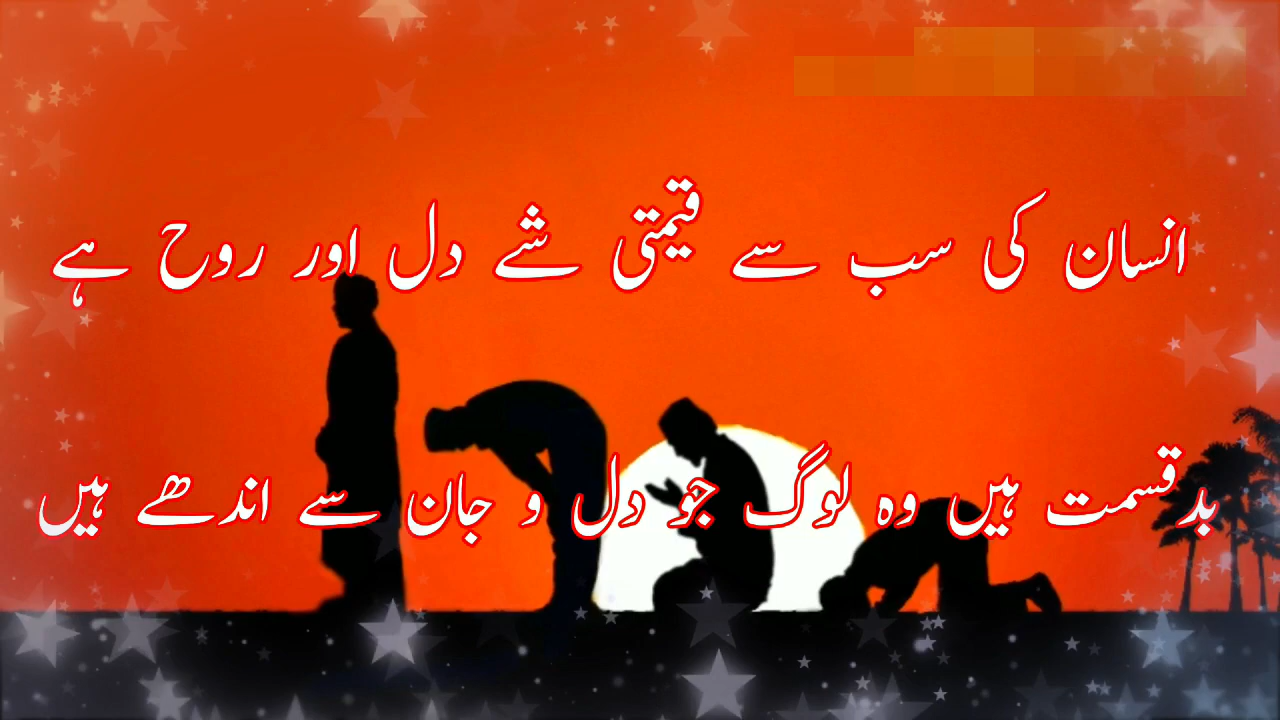 انسان کی سب سے قیمتی شے دل اور روح ہے
بدقسمت ہیں وہ لوگ جو دل و جان سے اندھے ہیں